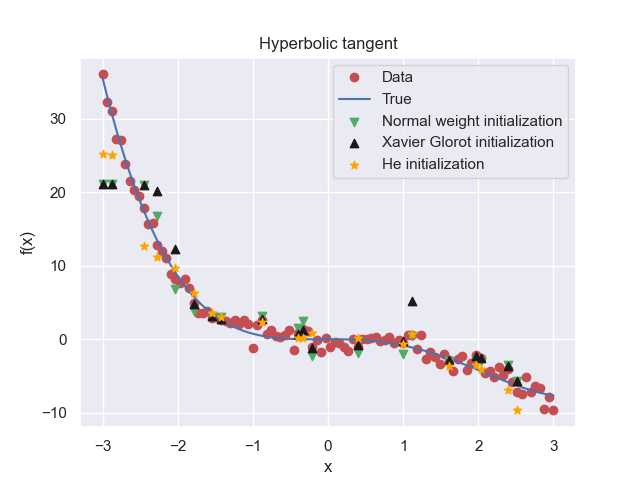 Hyperbolic tangent
Data
True
Normal weight initialization
Xavier Glorot initialization
He initialization
f(x)
30
20
10
0
−10
−3
−2
−1
0
1
2
3
x